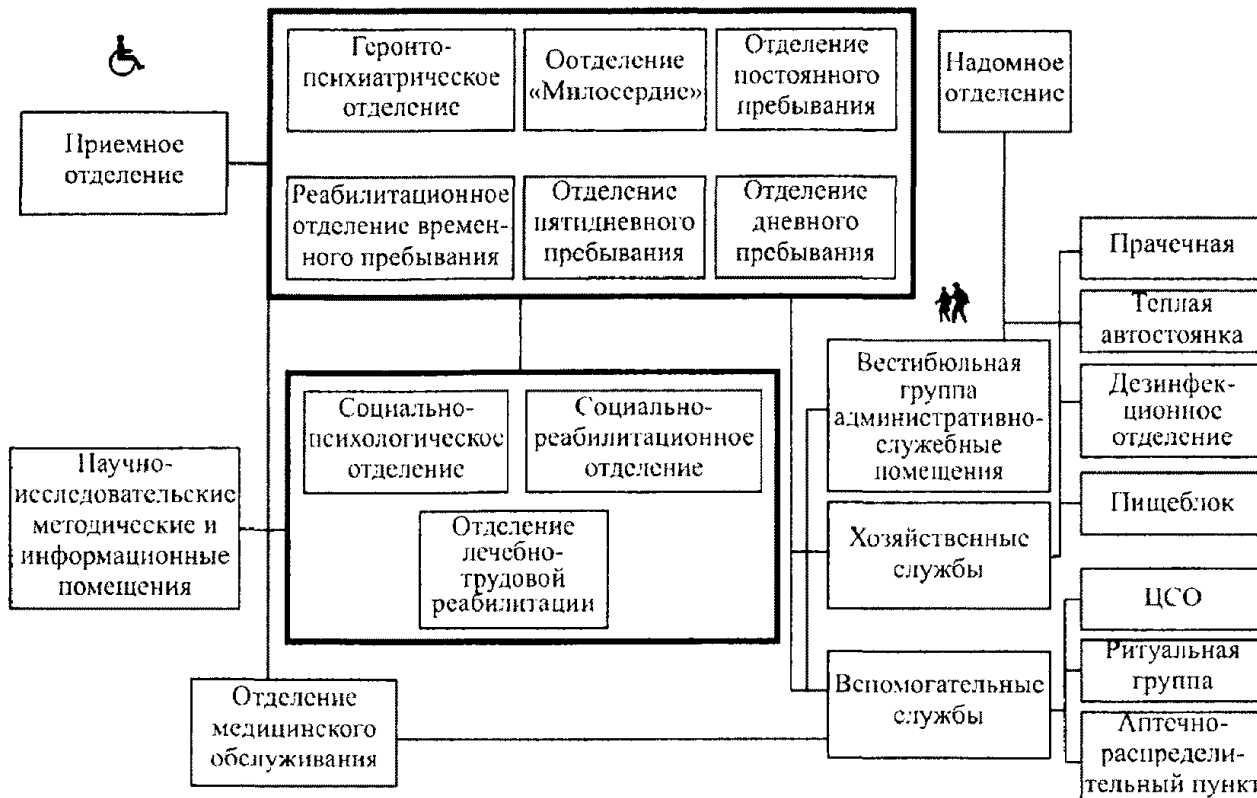 Геронто-
психиатрическое
отделение
Оотделение
«Милосердие»
Отделение
постоянного
пребывания
Надомное
отделение
Приемное
отделение
Реабилитационное
отделение времен-
ного пребывания
Отделение
пятидневного
пребывания
Отделение
дневного
пребывания
Прачечная
Теплая
автостоянка
Вестибюльная
группа
административно-
служебные
помещения
Дезинфек-
ционное
отделение
Социально-
психологическое
отделение
Социально-
реабилитационное
отделение
Научно-
исследовательские
методические и
информационные
помещения
Пищеблок
Отделение
лечебно-
трудовой
реабилитации
Хозяйственные
службы
ЦСО
Ритуальная
группа
Отделение
медицинского
обслуживания
Вспомогательные
службы
Аптечно-
распредели-
тельный пункт